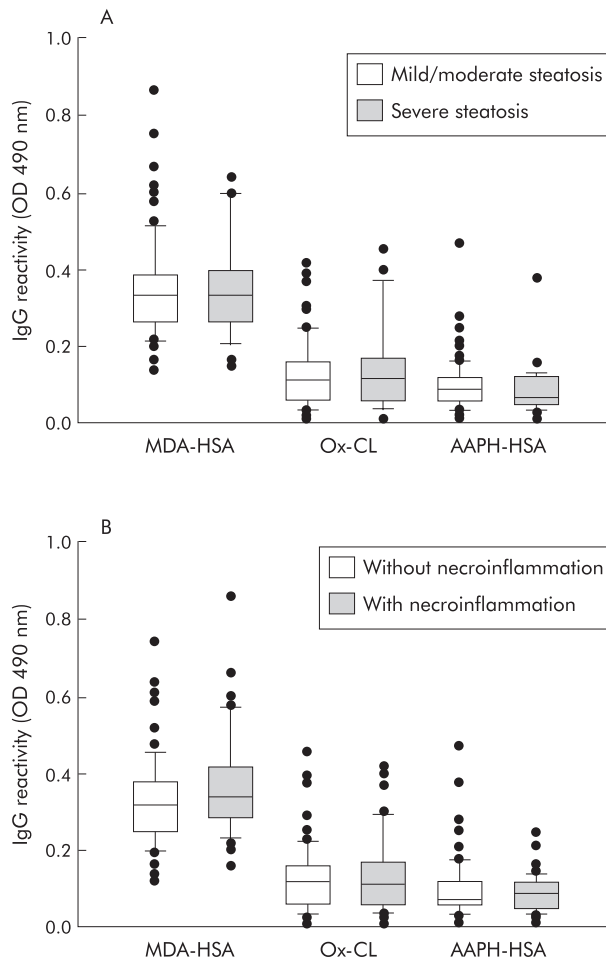 A
1.0
0.8
0.6
0.4
0.2
0.0
IgG reactivity (OD 490 nm)
Mild/moderate steatosis
Severe steatosis
MDA-HSA Ox-CL AAPH-HSA
B
1.0
0.8
0.6
0.4
0.2
0.0
IgG reactivity (OD 490 nm)
Without necroinflammation
With necroinflammation
MDA-HSA Ox-CL AAPH-HSA